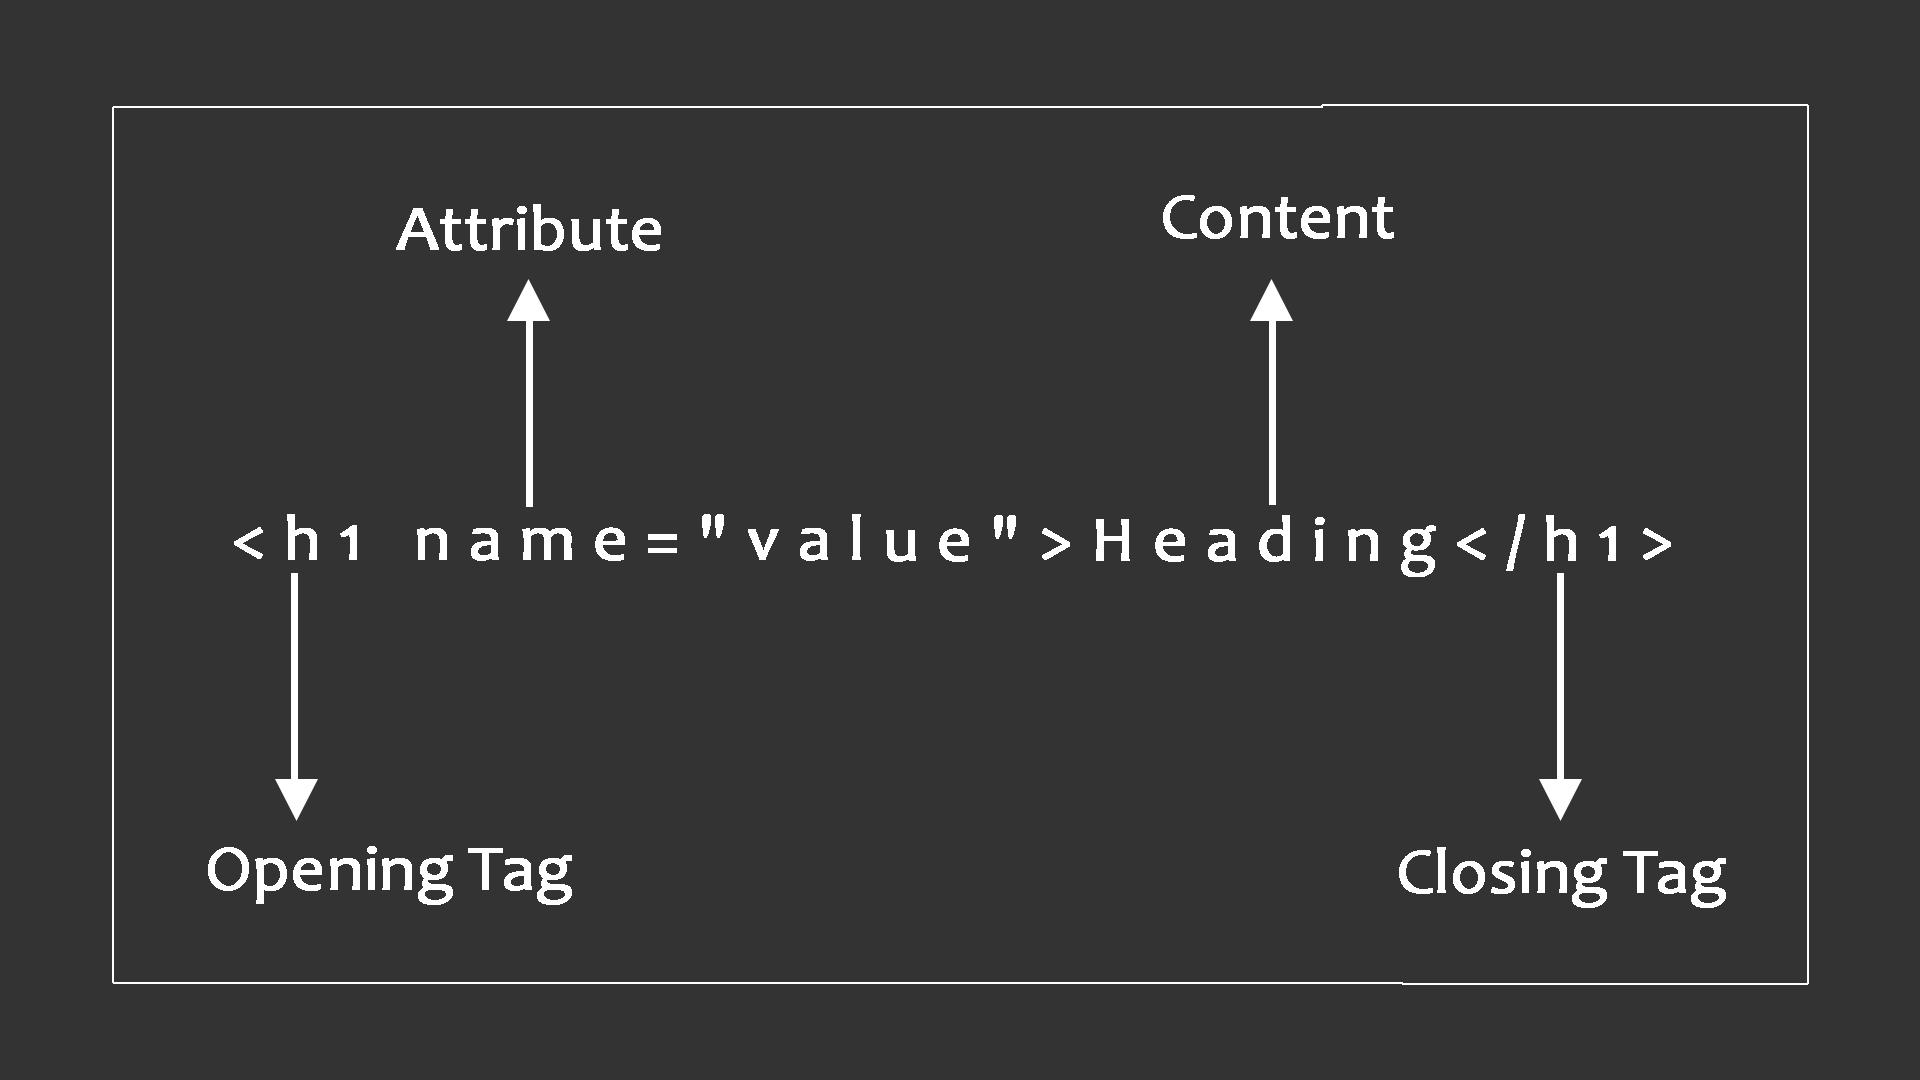 Attribute
Content
<h1 name="value">Heading</h1>
Opening Tag
Closing Tag